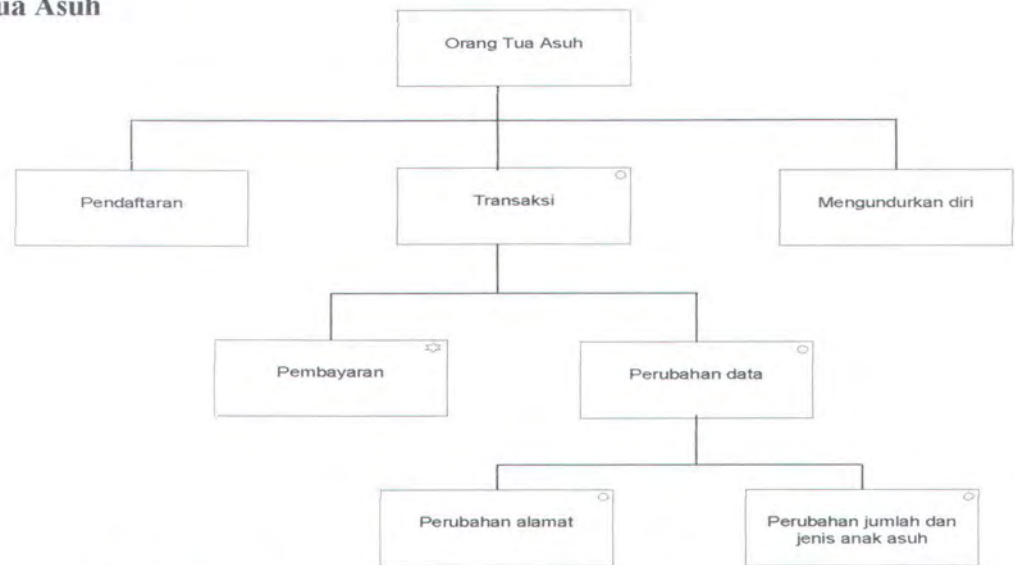 ua Asuh
Orang Tua Asuh
Pendaftaran
Transaksi
Mengundurkan diri
Pembayaran
Perubahan data
Perubahan alamat
Perubahan jumlah dan
jenis anak asuh